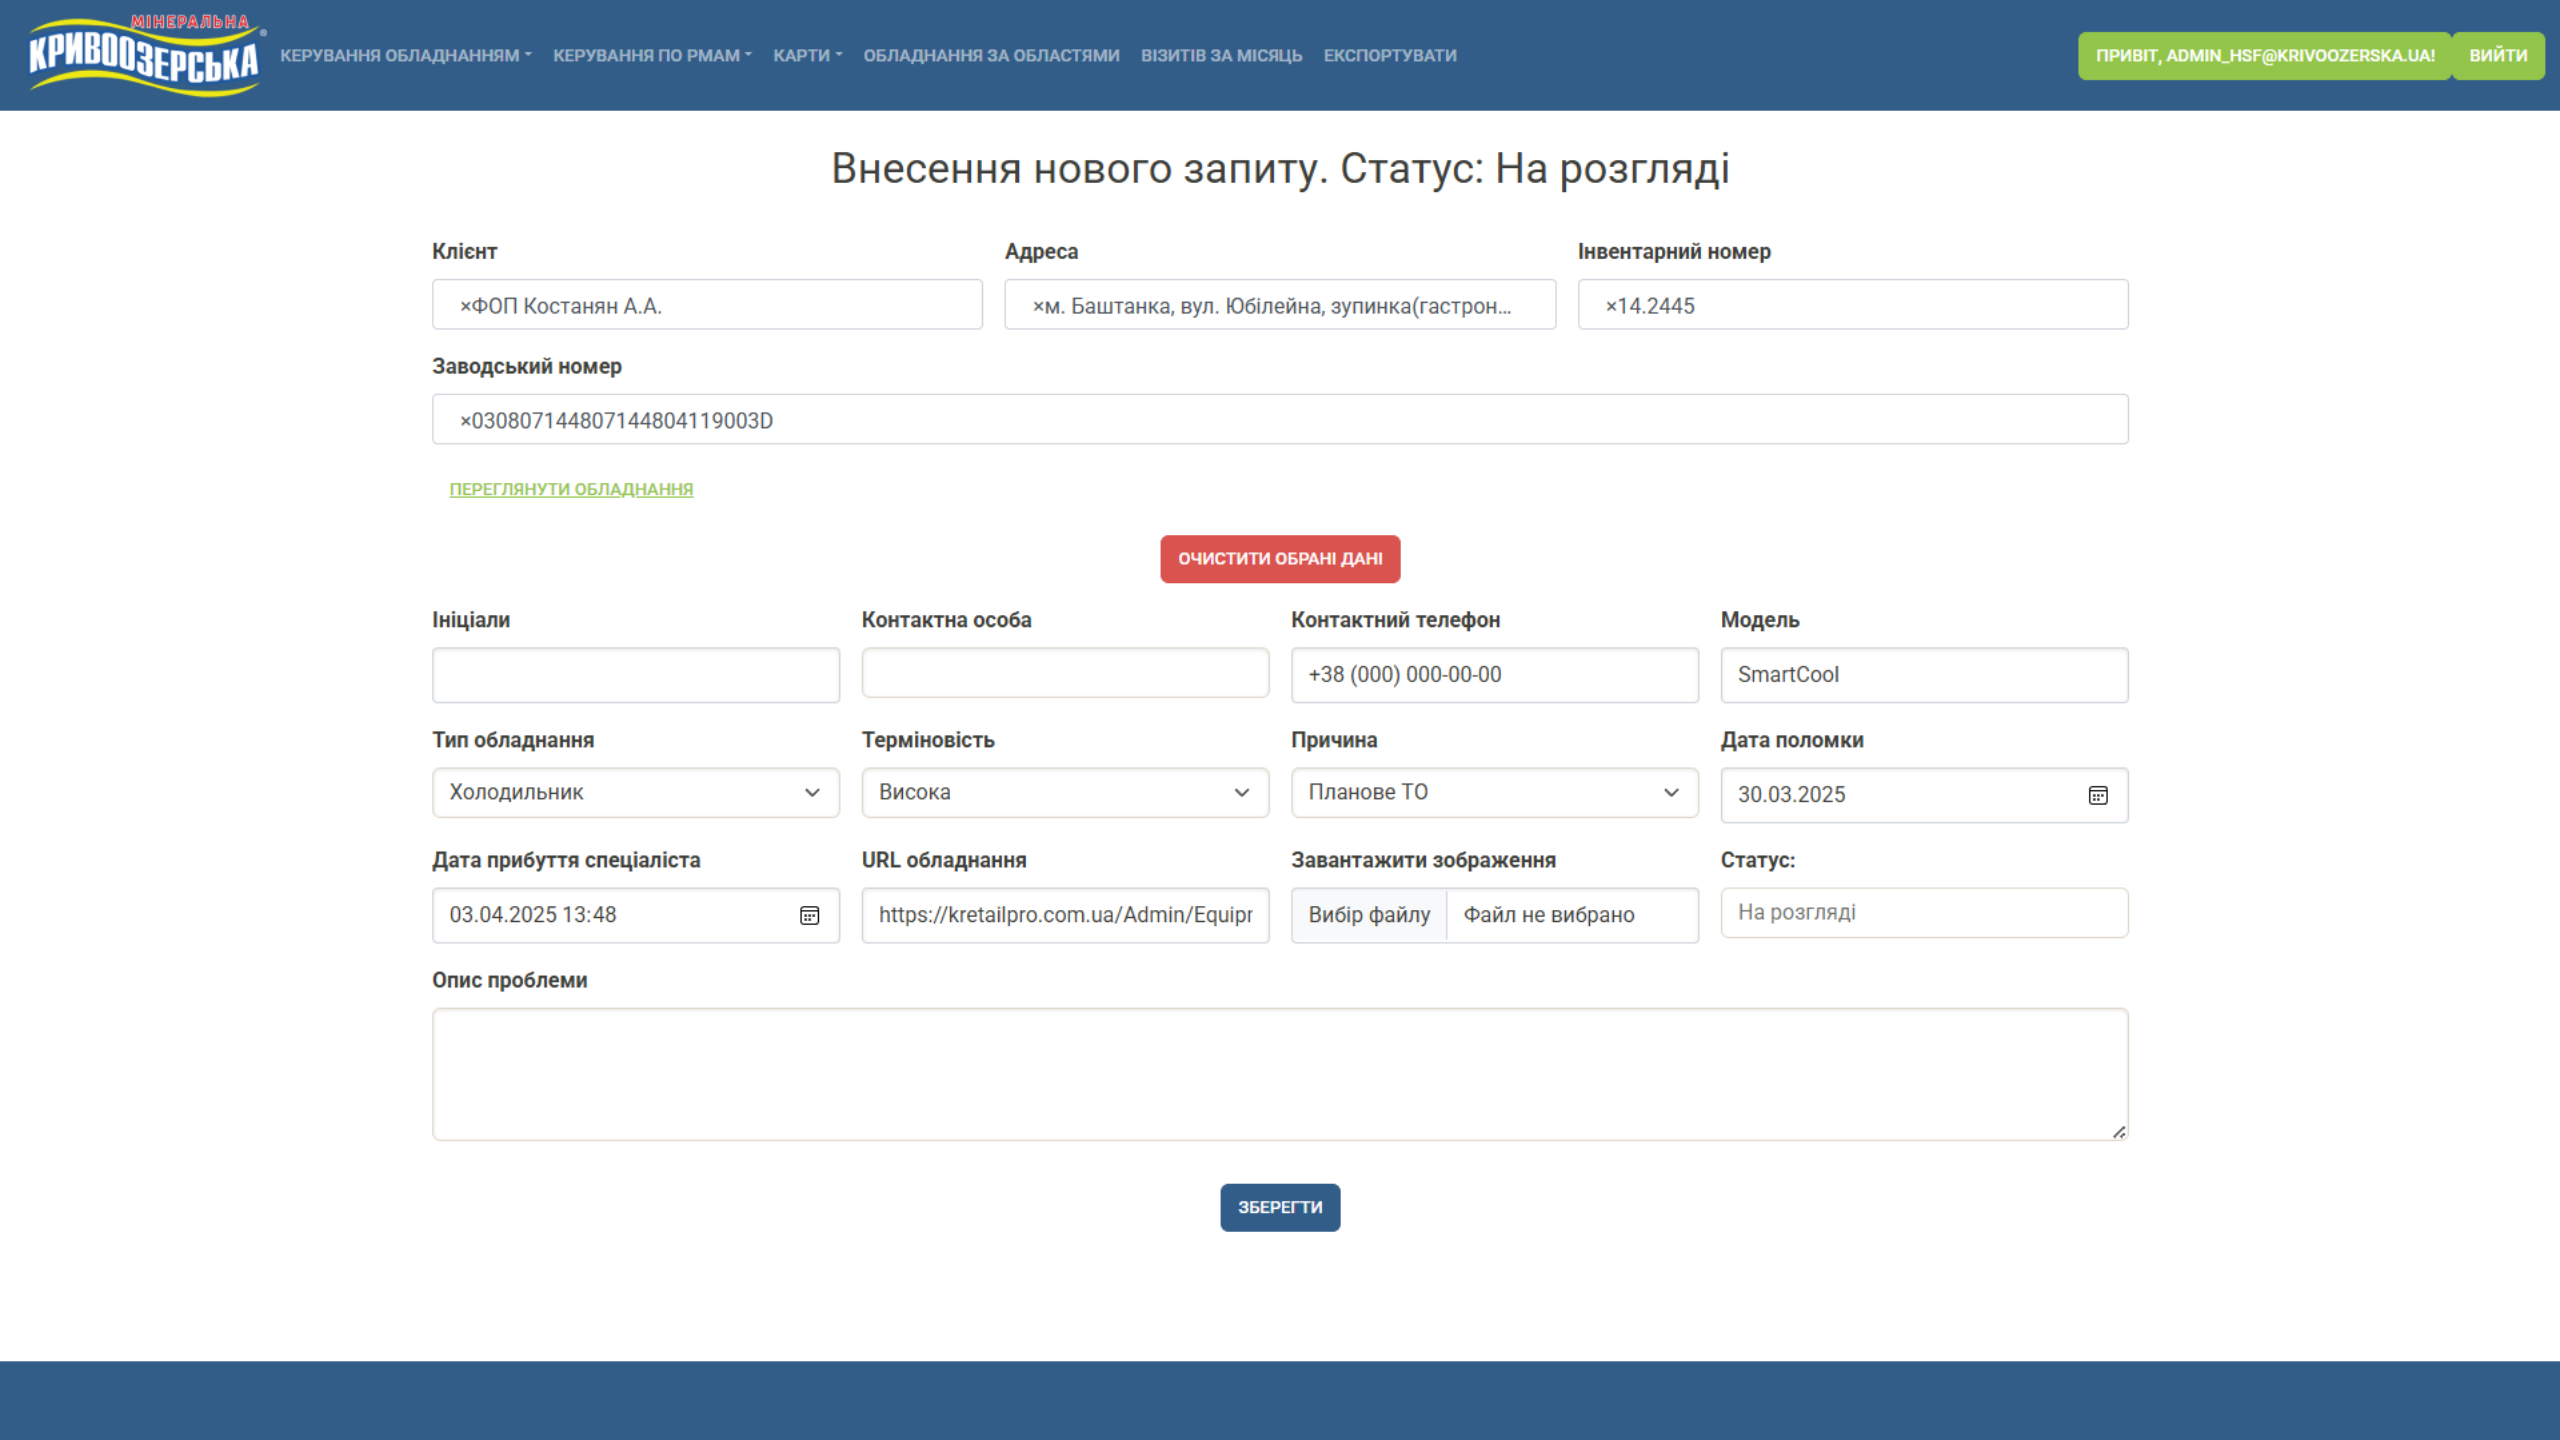 МІНЕРАЛЬНА
КРИВООЗЕРСЬКА®
КЕРУВАННЯ ОБЛАДНАННЯМ КЕРУВАННЯ ПО РМАМ КАРТИ ОБЛАДНАННЯ ЗА ОБЛАСТЯМИ ВІЗИТІВ ЗА МІСЯЦЬ ЕКСПОРТУВАТИ ПРИВІТ, ADMIN_HSF@KRIVOOZERSKA.UA! ВИЙТИ
Внесення нового запиту. Статус: На розгляді
Клієнт Адреса Інвентарний номер
×ФОП Костанян А.А. ×м. Баштанка, вул. Юбілейна, зупинка(гастрон... ×14.2445
Заводський номер
×030807144807144804119003D
ПЕРЕГЛЯНУТИ ОБЛАДНАННЯ
ОЧИСТИТИ ОБРАНІ ДАНІ
Ініціали Контактна особа Контактний телефон Модель
+38 (000) 000-00-00 SmartCool
Тип обладнання Терміновість Причина Дата поломки
Холодильник Висока Планове ТО 30.03.2025
Дата прибуття спеціаліста URL обладнання Завантажити зображення Статус:
03.04.2025 13:48 https://kretailpro.com.ua/Admin/Equipr Вибір файлу Файл не вибрано На розгляді
Опис проблеми
ЗБЕРЕГТИ